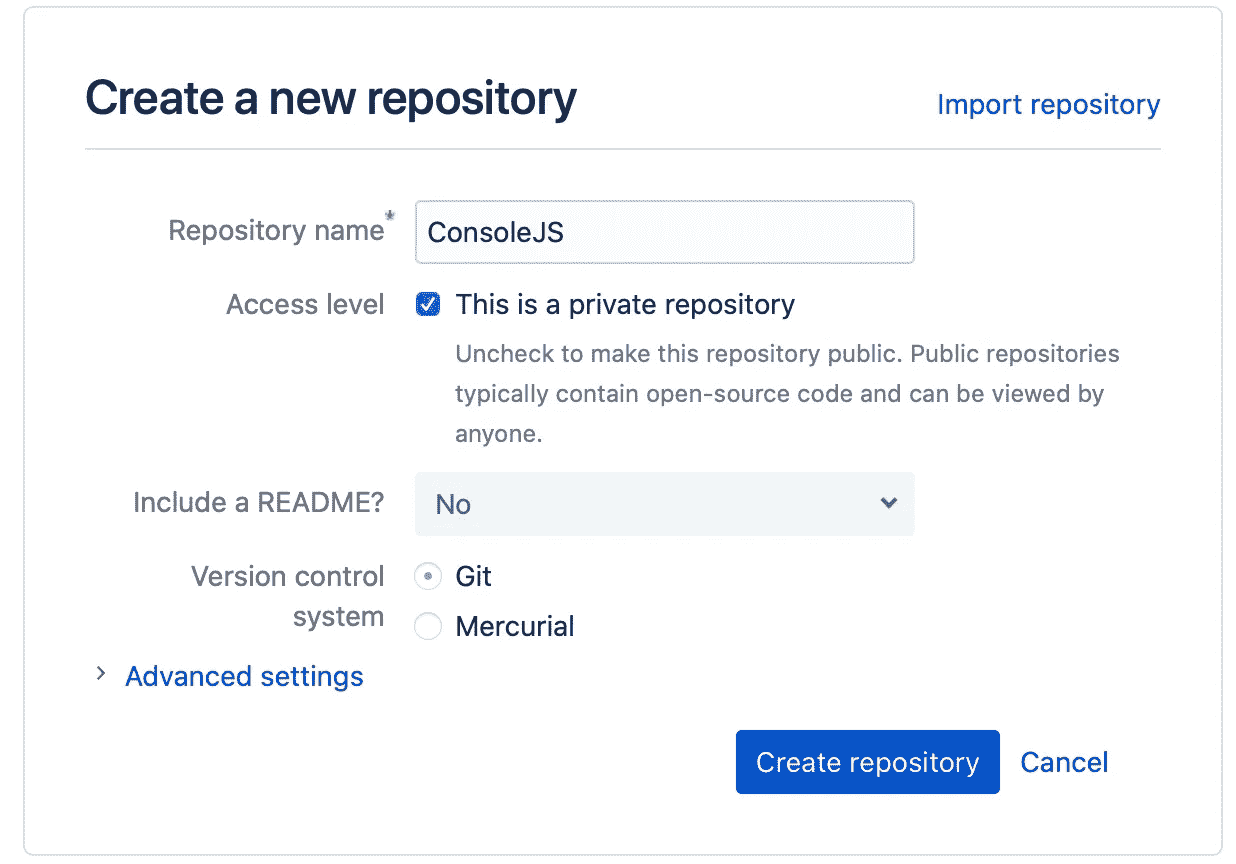 Create a new repository
Import repository
Repository name*
ConsoleJS
Access level
This is a private repository
Uncheck to make this repository public. Public repositories
typically contain open-source code and can be viewed by
anyone.
Include a README?
No
Version control
system
Git
Mercurial
Advanced settings
Create repository
Cancel